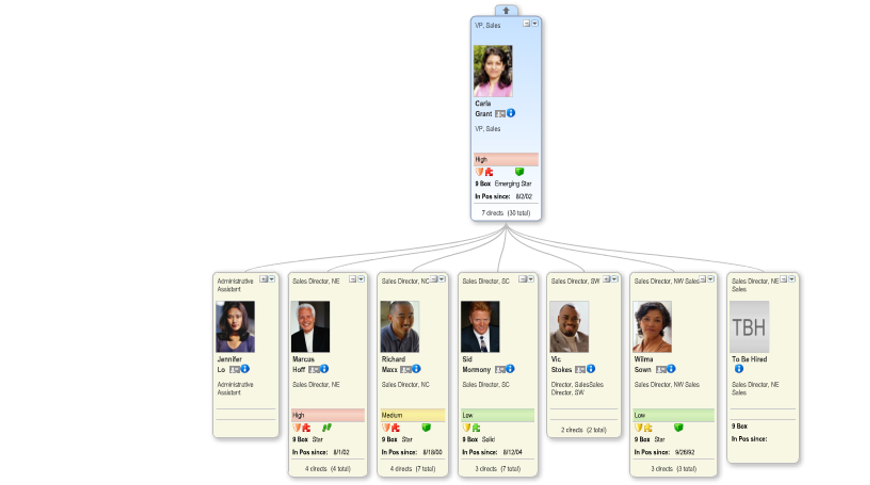 VP, Sales
Carla
Grant
VP, Sales
High
9 Box Emerging Star
In Pos since: 8/2/02
7 directs (30 total)
Administrative
Assistant
Jennifer
Lo
Administrative
Assistant
Sales Director, NE
Marcus
Hoff
Sales Director, NE
High
9 Box Star
In Pos since: 8/1/02
4 directs (4 total)
Sales Director, NC
Richard
Maxx
Sales Director, NC
Medium
9 Box Star
In Pos since: 8/18/00
4 directs (7 total)
Sales Director, SC
Sid
Mormony
Sales Director, SC
Low
9 Box Solid
In Pos since: 8/12/04
3 directs (7 total)
Sales Director, SW
Vic
Stokes
Director, SalesSales
Director, SW
2 directs (2 total)
Sales Director, NW Sales
Wilma
Sown
Sales Director, NW Sales
Low
9 Box Star
In Pos since: 9/26/92
3 directs (3 total)
Sales Director, NE
Sales
TBH
To Be Hired
Sales Director, NE
Sales
9 Box
In Pos since: